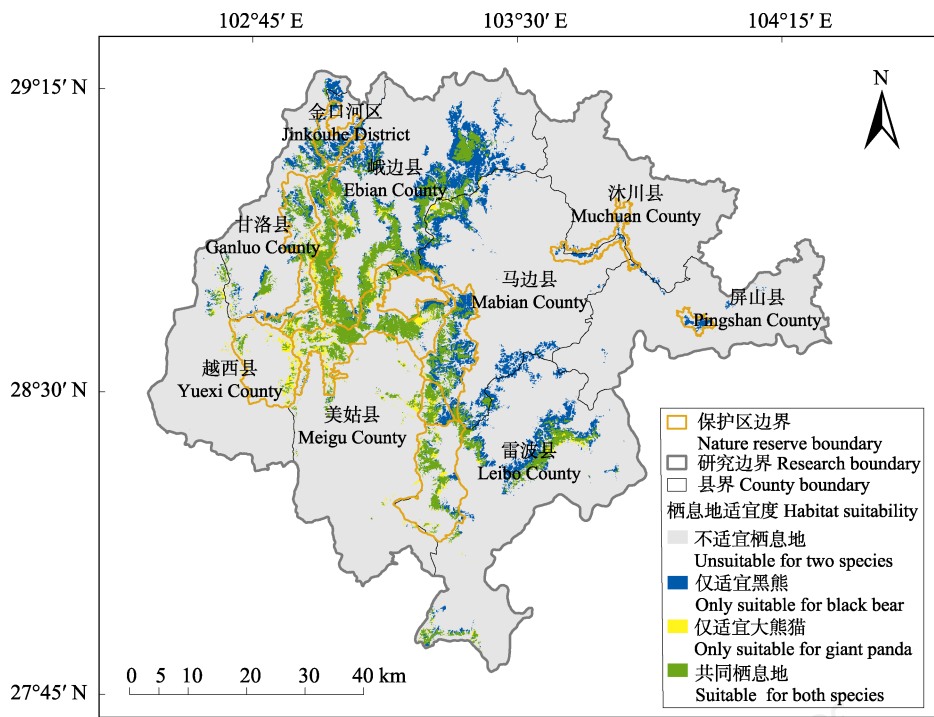 102°45′ E
103°30′ E
104°15′ E
29°15′ N
28°30′ N
27°45′ N
N
金口河区
Jinkouhe District
峨边县
Ebian County
沐川县
Muchuan County
甘洛县
Ganluo County
马边县
Mabian County
屏山县
Pingshan County
越西县
Yuexi County
美姑县
Meigu County
雷波县
Leibo County
保护区边界
Nature reserve boundary
研究边界 Research boundary
县界 County boundary
栖息地适宜度 Habitat suitability
不适宜栖息地
Unsuitable for two species
仅适宜黑熊
Only suitable for black bear
仅适宜大熊猫
Only suitable for giant panda
共同栖息地
Suitable for both species
0 5 10 20 30 40 km